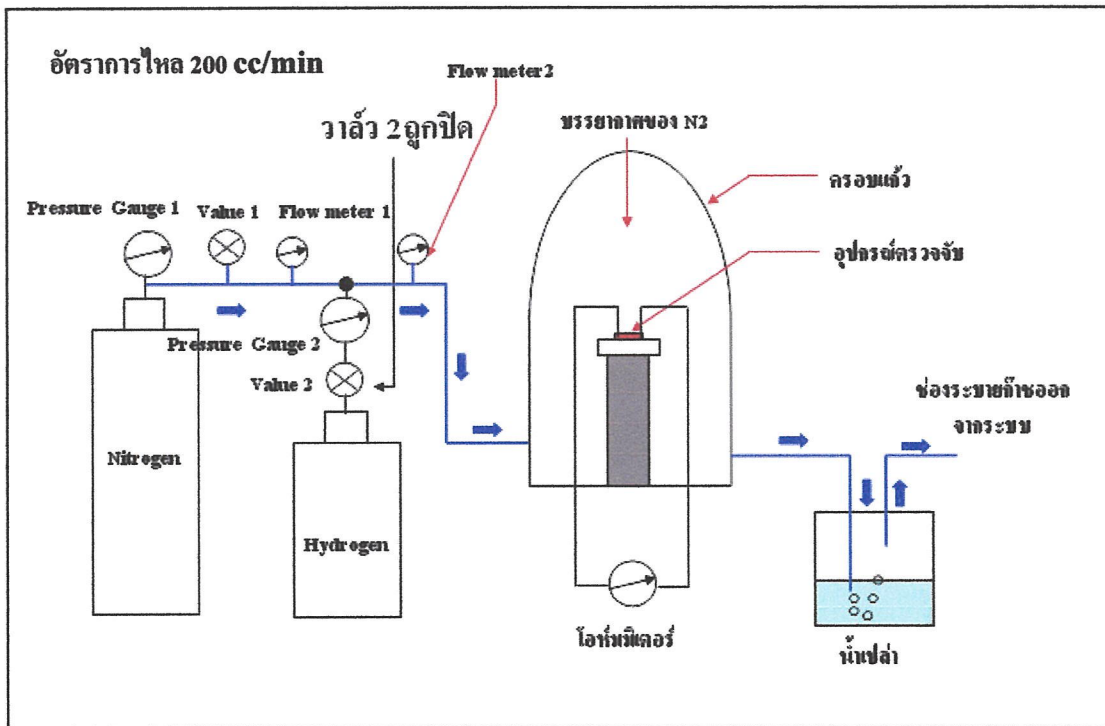 อัตราการไหล 200 cc/min
Flow meter2
วาล์ว 2ถูกปิด
บรรยากาศของ N2
ครอบแก้ว
Pressure Gauge 1
Value 1
Flow meter 1
อุปกรณ์ตรวจจับ
Pressure Gauge 2
Value 2
ช่องระบายก๊าซออก
จากระบบ
Nitrogen
Hydrogen
โอห์มมิเตอร์
น้ำเปล่า